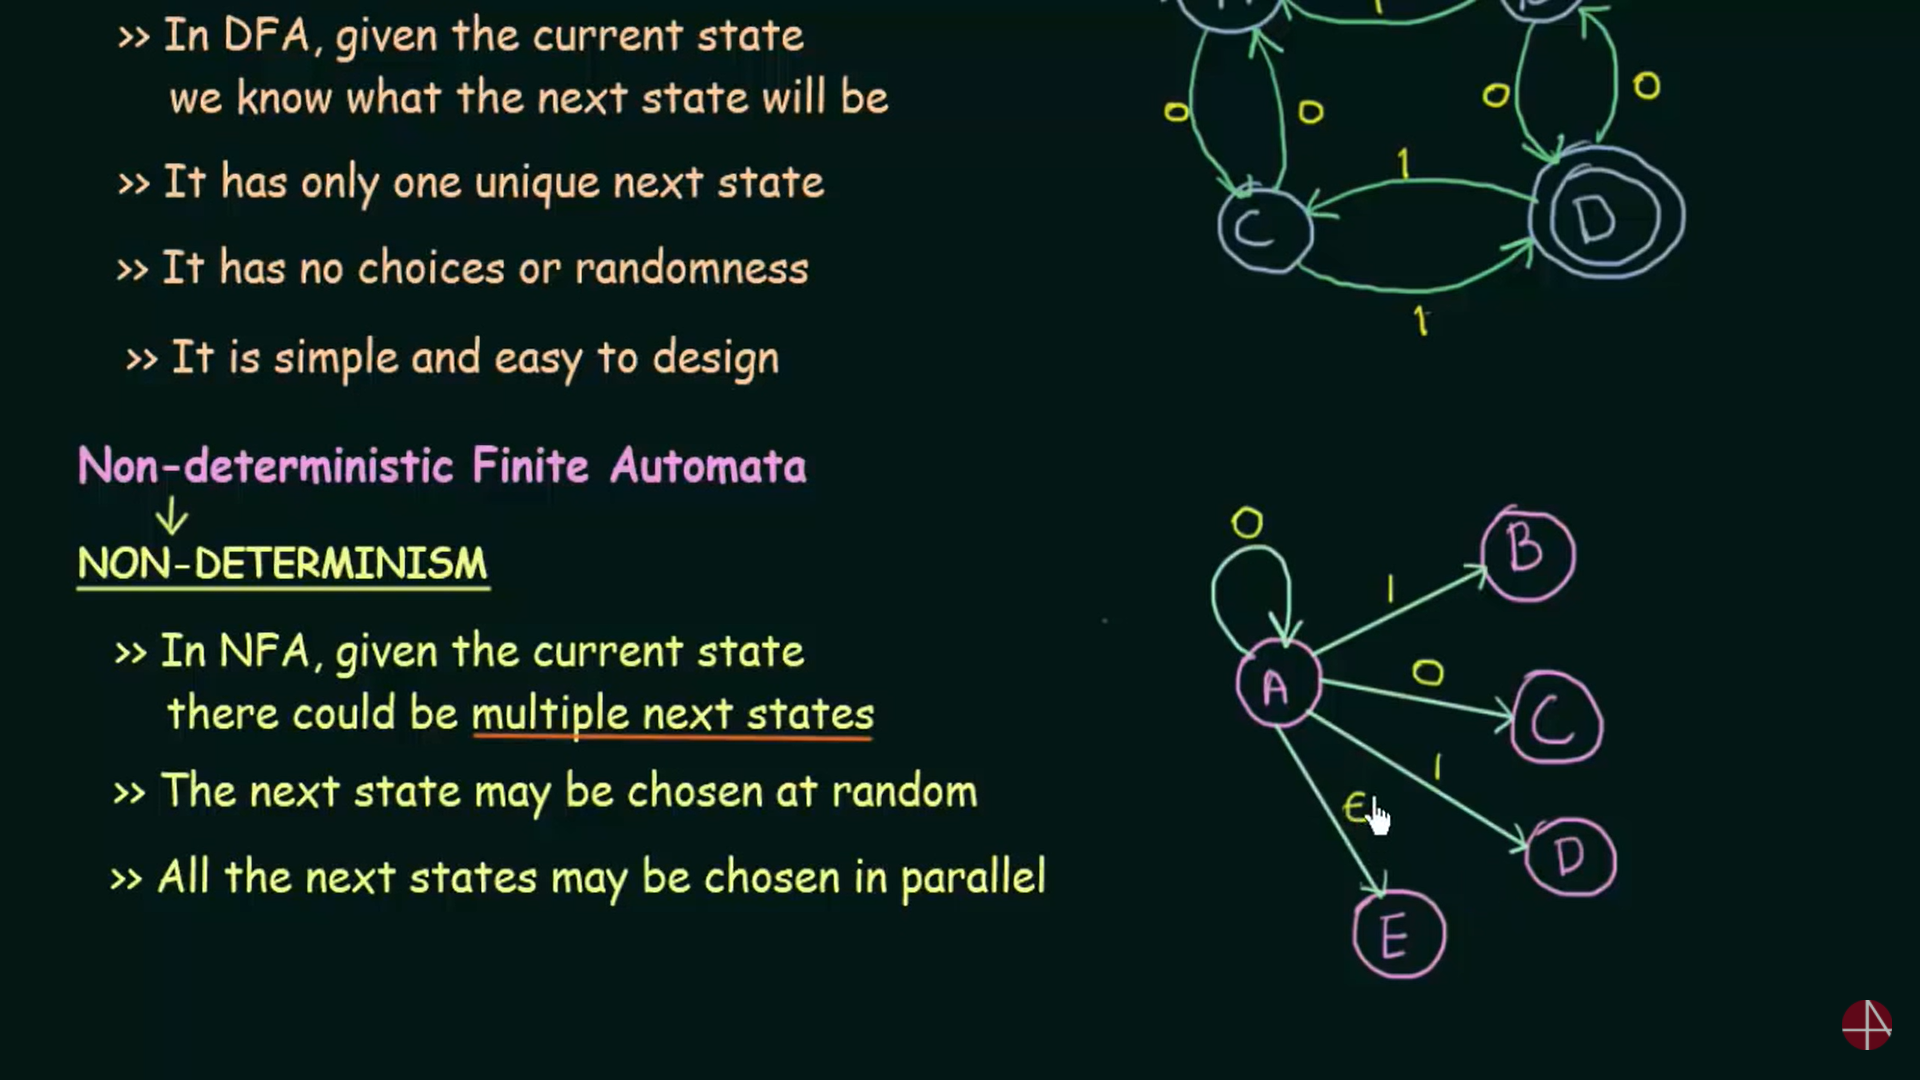 >> In DFA, given the current state
we know what the next state will be
>> It has only one unique next state
>> It has no choices or randomness
>> It is simple and easy to design
1
0
0
0
0
1
C
D
1
Non-deterministic Finite Automata
NON-DETERMINISM
>> In NFA, given the current state
there could be multiple next states
>> The next state may be chosen at random
>> All the next states may be chosen in parallel
0
B
1
A
0
C
1
ϵ
D
E